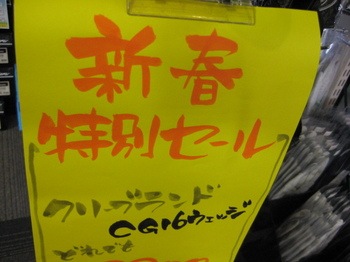 新春
特別セール
クリーブランド
CG16ウェッジ
どれでも